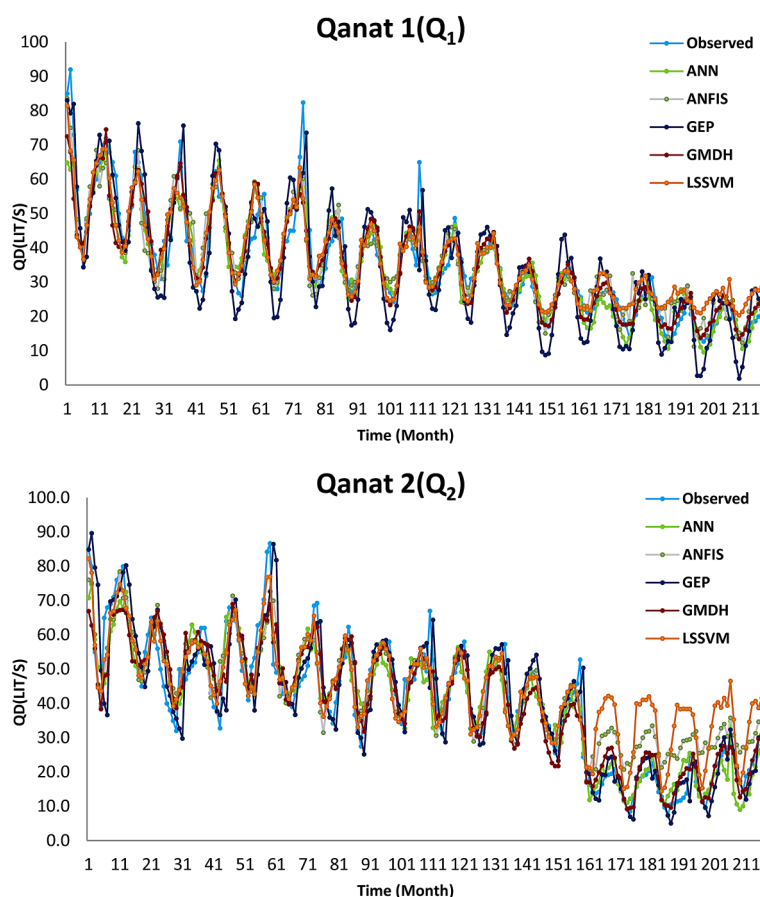 Qanat 1(Q₁)
100
90
80
70
60
50
40
30
20
10
0
QD(LIT/S)
Observed
ANN
ANFIS
GEP
GMDH
LSSVM
1 11 21 31 41 51 61 71 81 91 101 111 121 131 141 151 161 171 181 191 201 211
Time (Month)
Qanat 2(Q₂)
100.0
90.0
80.0
70.0
60.0
50.0
40.0
30.0
20.0
10.0
0.0
QD(LIT/S)
Observed
ANN
ANFIS
GEP
GMDH
LSSVM
1 11 21 31 41 51 61 71 81 91 101 111 121 131 141 151 161 171 181 191 201 211
Time (Month)